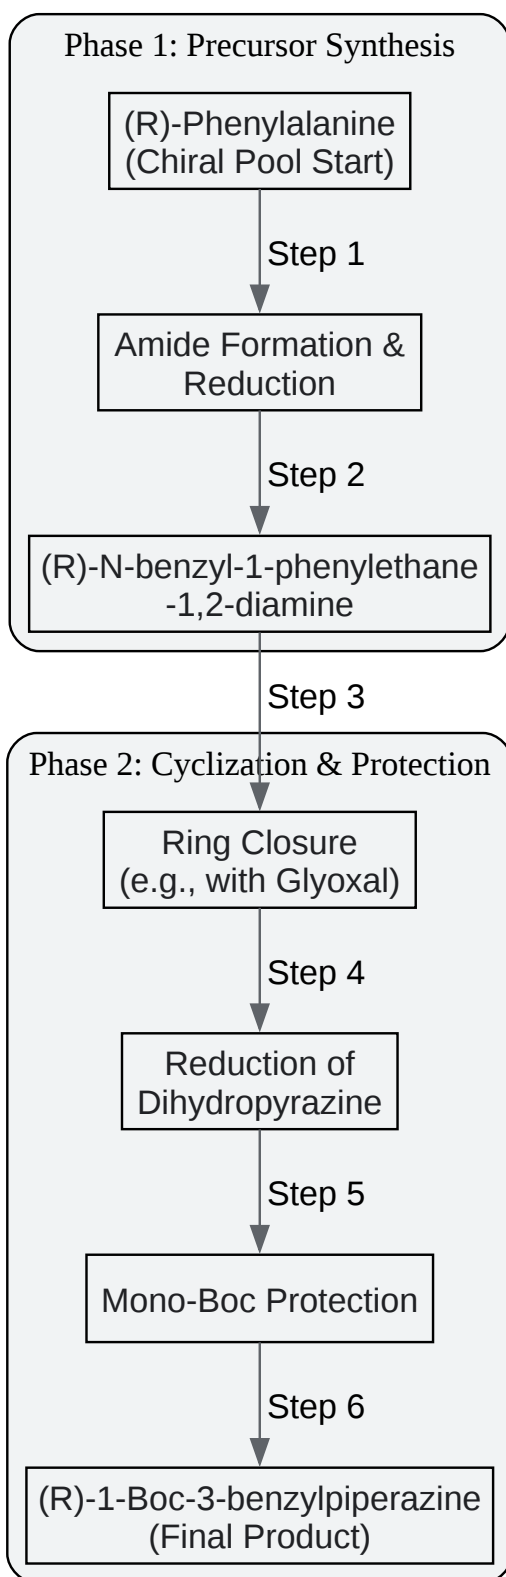 Phase 1: Precursor Synthesis
(R)-Phenylalanine
(Chiral Pool Start)
Step 1
Amide Formation &
Reduction
Step 2
(R)-N-benzyl-1-phenylethane
-1,2-diamine
Step 3
Phase 2: Cyclization & Protection
Ring Closure
(e.g., with Glyoxal)
Step 4
Reduction of
Dihydropyrazine
Step 5
Mono-Boc Protection
Step 6
(R)-1-Boc-3-benzylpiperazine
(Final Product)